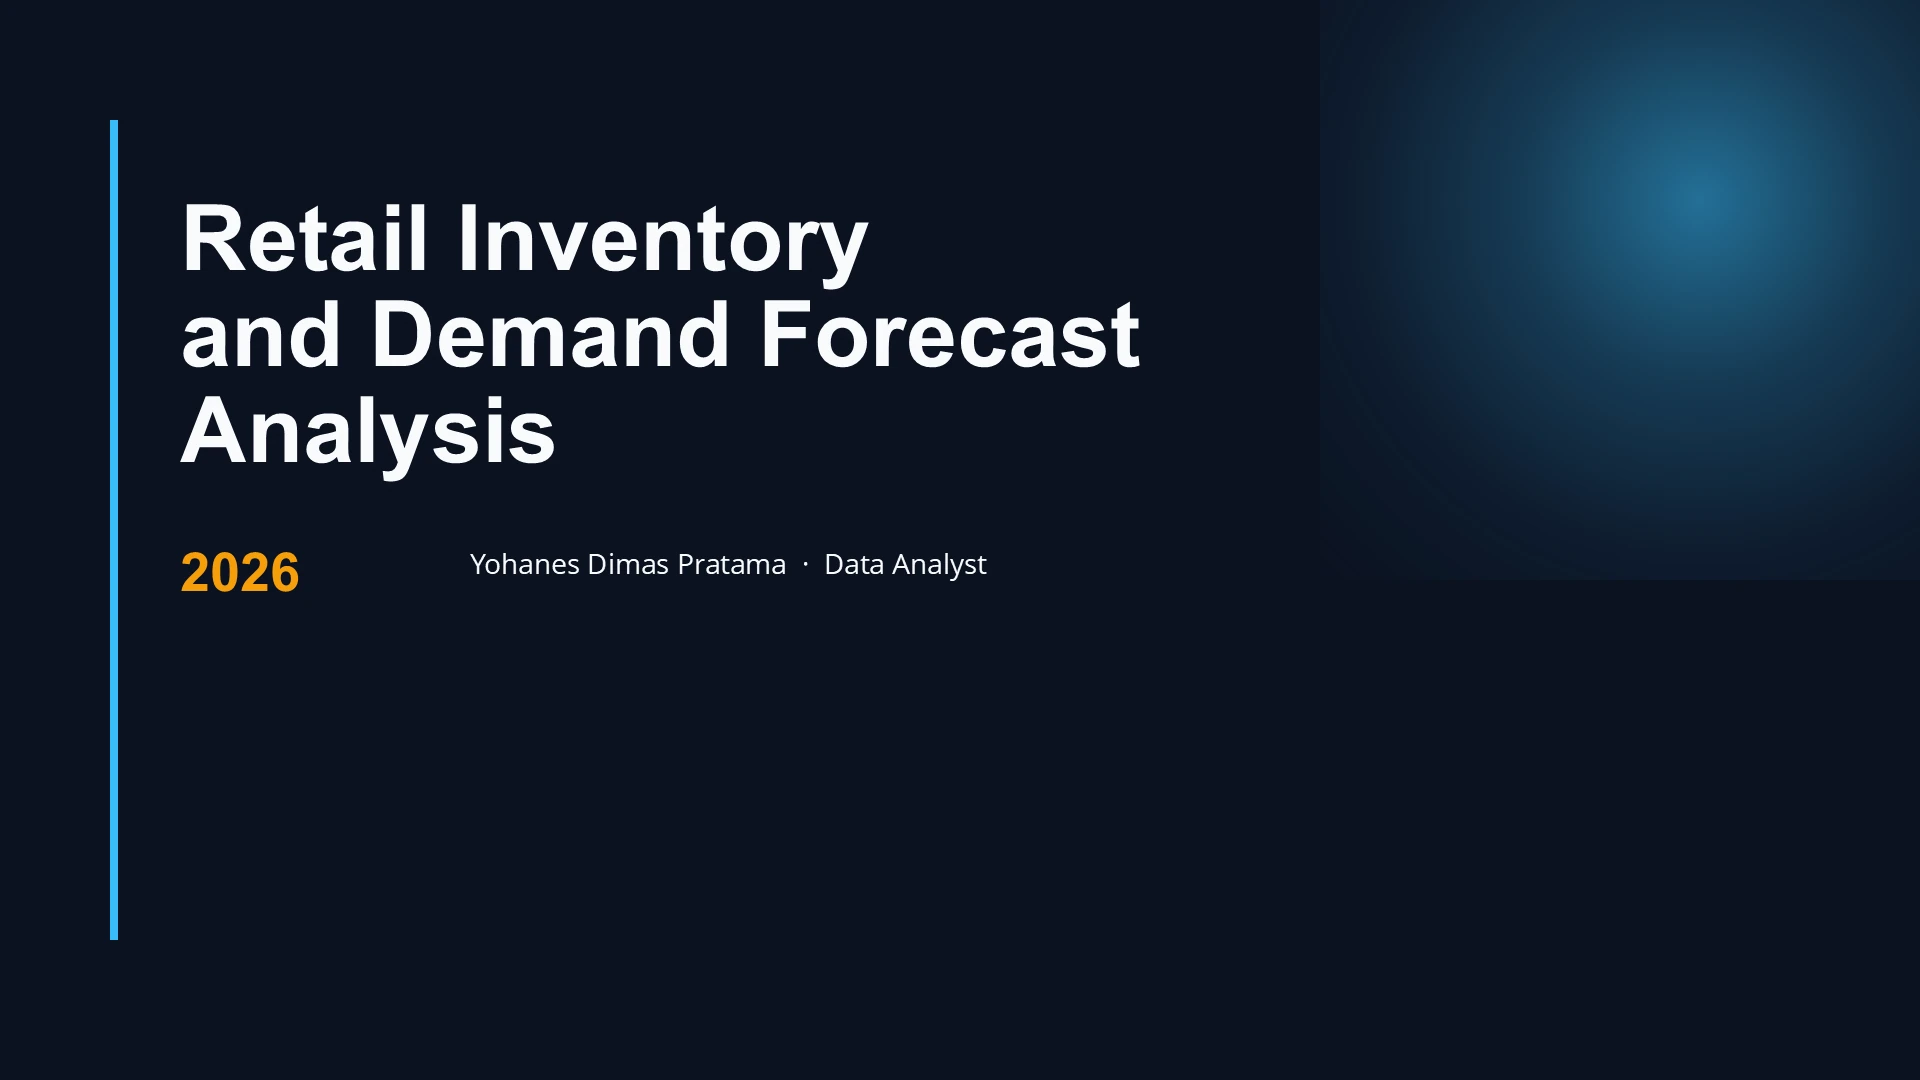 Retail Inventory
and Demand Forecast
Analysis
2026
Yohanes Dimas Pratama · Data Analyst